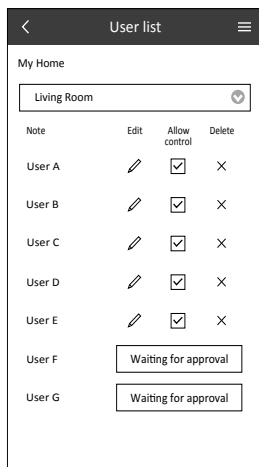 User list
My Home
Living Room
Note Edit Allow control Delete
User A
User B
User C
User D
User E
User F Waiting for approval
User G Waiting for approval